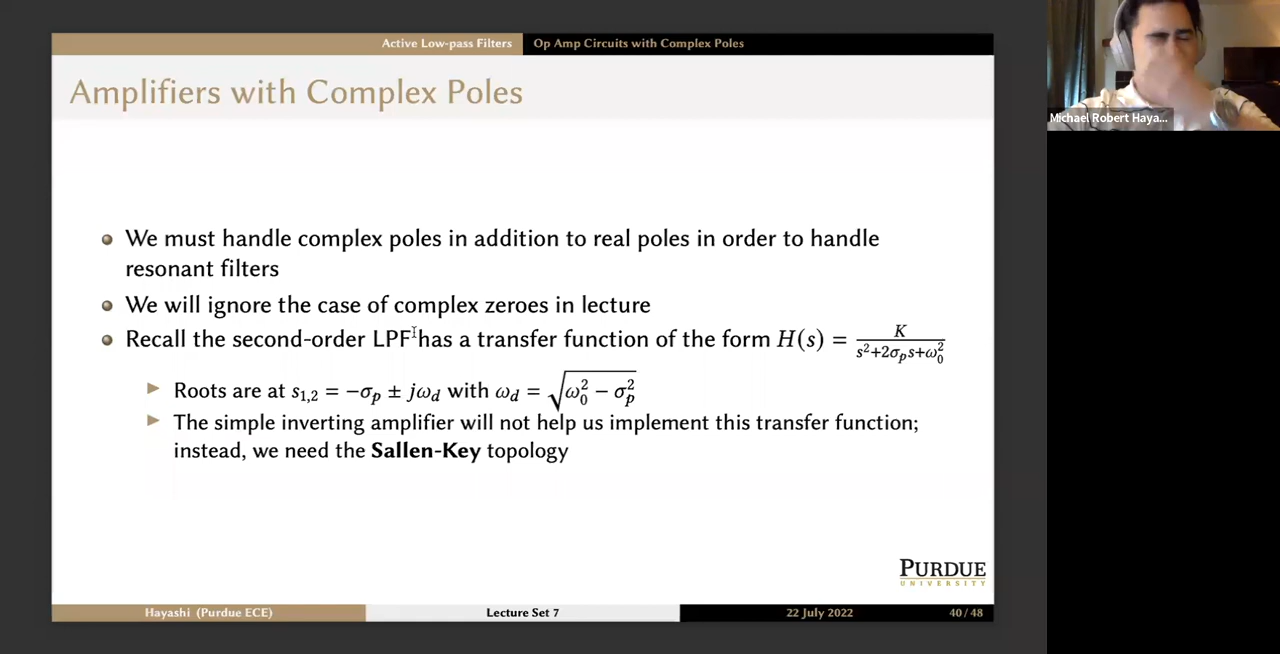 Active Low-pass Filters Op Amp Circuits with Complex Poles
Amplifiers with Complex Poles
We must handle complex poles in addition to real poles in order to handle
resonant filters
We will ignore the case of complex zeroes in lecture
Recall the second-order LPF has a transfer function of the form H(s) = K / s²+2σₚs+ω₀²
Roots are at s₁,₂ = −σₚ ± jω_d with ω_d = √ω₀² − σₚ²
The simple inverting amplifier will not help us implement this transfer function;
instead, we need the Sallen-Key topology
PURDUE
UNIVERSITY
Hayashi (Purdue ECE) Lecture Set 7 22 July 2022 40/48
Michael Robert Haya...